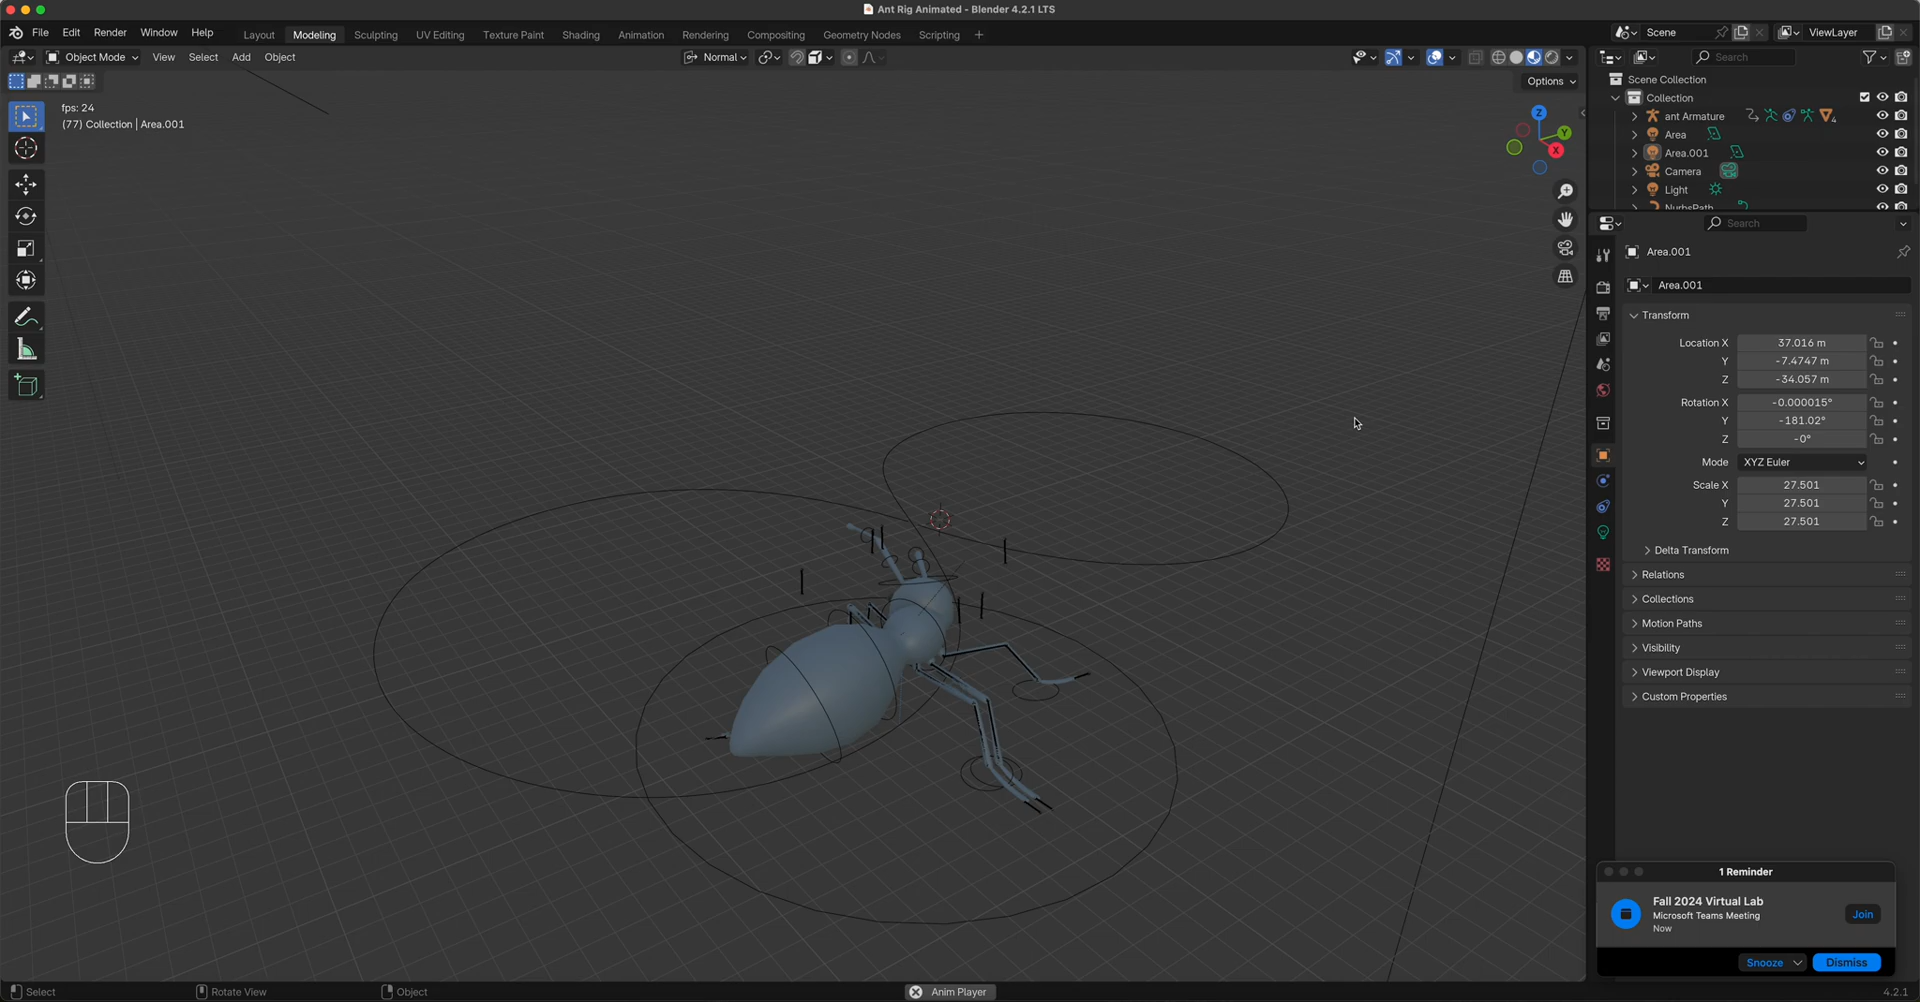 Ant Rig Animated - Blender 4.2.1 LTS
File Edit Render Window Help Layout Modeling Sculpting UV Editing Texture Paint Shading Animation Rendering Compositing Geometry Nodes Scripting + Scene ViewLayer
Object Mode View Select Add Object Normal Search
Options
fps: 24
(77) Collection | Area.001
Z
Y
X
Scene Collection
Collection
ant Armature 4
Area
Area.001
Camera
Light
NurbsPath
Search
Area.001
Area.001
Transform
Location X 37.016 m
Y -7.4747 m
Z -34.057 m
Rotation X -0.000015°
Y -181.02°
Z -0°
Mode XYZ Euler
Scale X 27.501
Y 27.501
Z 27.501
Delta Transform
Relations
Collections
Motion Paths
Visibility
Viewport Display
Custom Properties
1 Reminder
Fall 2024 Virtual Lab
Microsoft Teams Meeting
Now
Join
Snooze Dismiss
Select Rotate View Object Anim Player 4.2.1